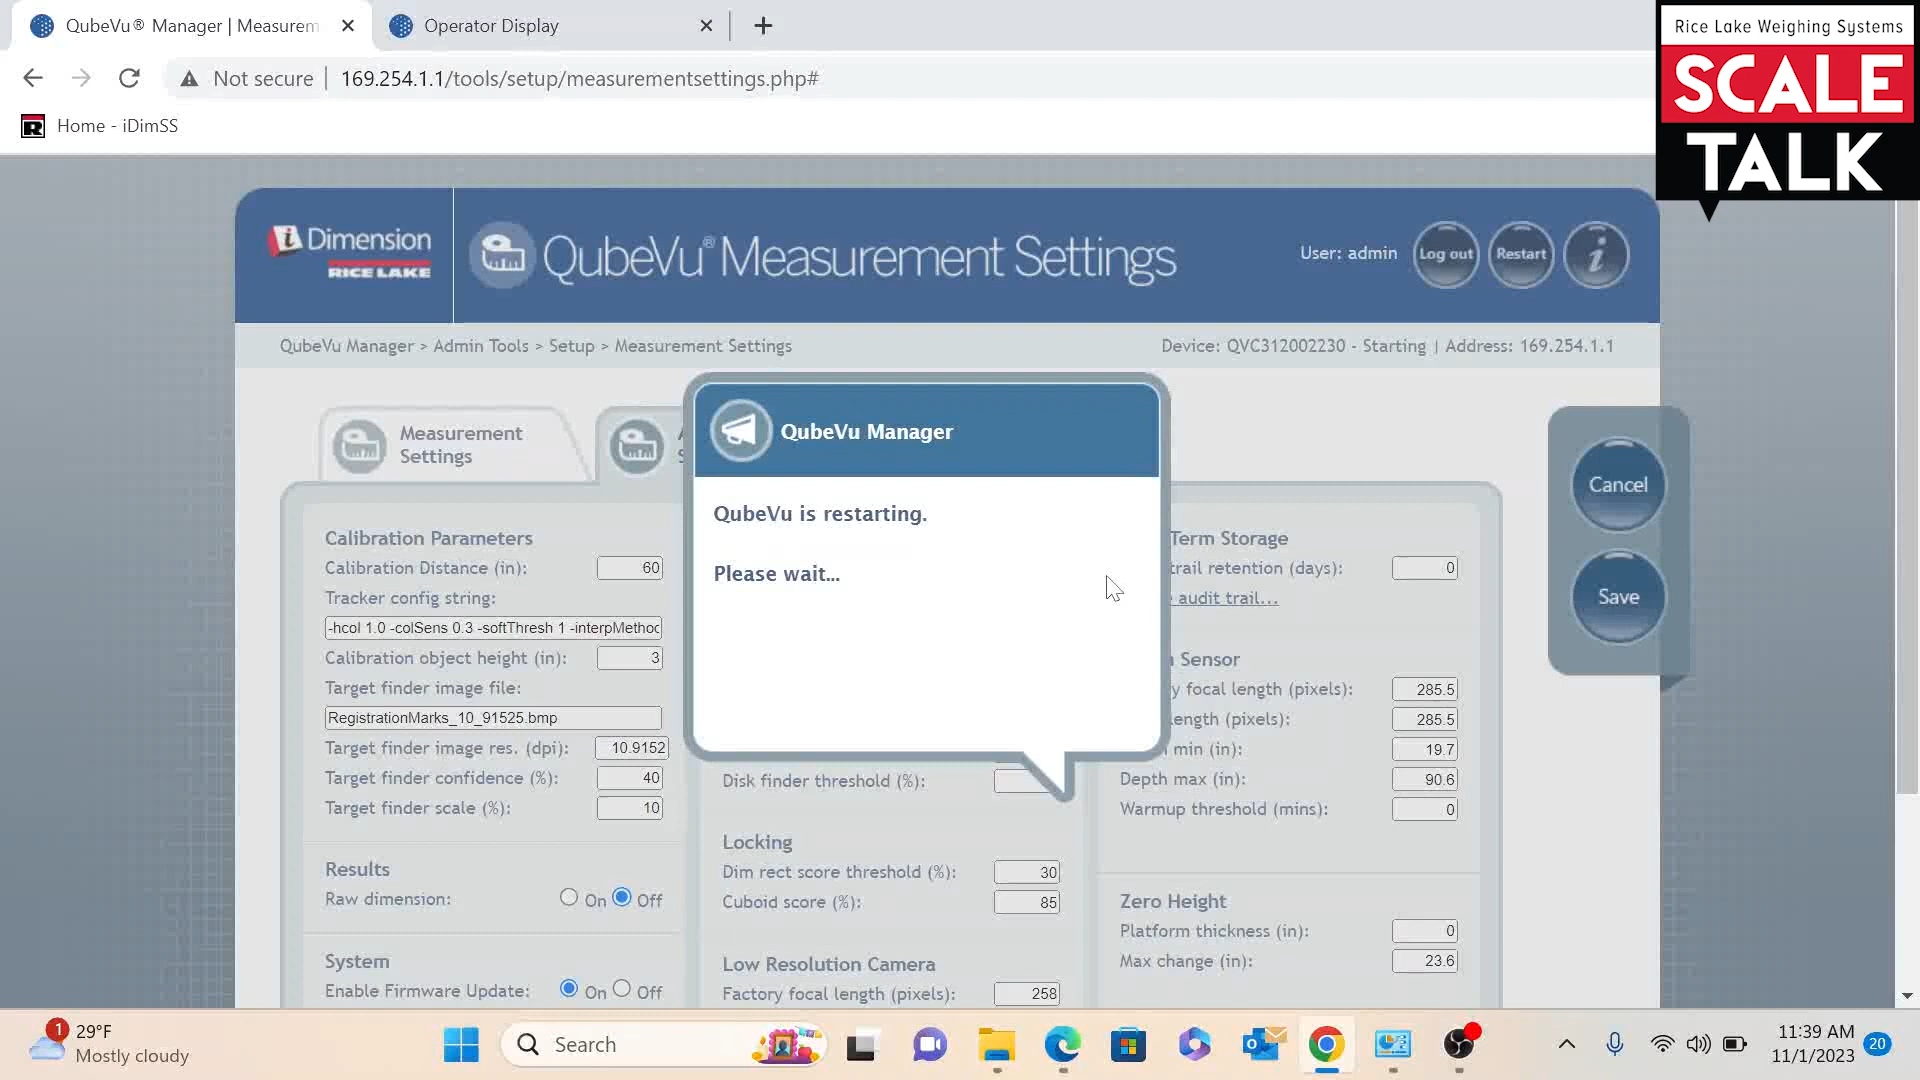 QubeVu® Manager | Measurem
Operator Display
Not secure | 169.254.1.1/tools/setup/measurementsettings.php#
Home - iDimSS
Rice Lake Weighing Systems
SCALE
TALK
iDimension
RICE LAKE
QubeVu® Measurement Settings
User: admin
Log out
Restart
i
QubeVu Manager > Admin Tools > Setup > Measurement Settings
Device: QVC312002230 - Starting | Address: 169.254.1.1
Measurement
Settings
QubeVu Manager
QubeVu is restarting.
Please wait...
Cancel
Save
Calibration Parameters
Calibration Distance (in): 60
Tracker config string:
-hcol 1.0 -colSens 0.3 -softThresh 1 -interpMethod
Calibration object height (in): 3
Target finder image file:
RegistrationMarks_10_91525.bmp
Target finder image res. (dpi): 10.9152
Target finder confidence (%): 40
Target finder scale (%): 10
Results
Raw dimension: On Off
System
Enable Firmware Update: On Off
Disk finder threshold (%):
Locking
Dim rect score threshold (%): 30
Cuboid score (%): 85
Low Resolution Camera
Factory focal length (pixels): 258
Term Storage
trail retention (days): 0
audit trail...
Sensor
focal length (pixels): 285.5
ength (pixels): 285.5
min (in): 19.7
Depth max (in): 90.6
Warmup threshold (mins): 0
Zero Height
Platform thickness (in): 0
Max change (in): 23.6
1
29°F
Mostly cloudy
Search
11:39 AM
11/1/2023
20